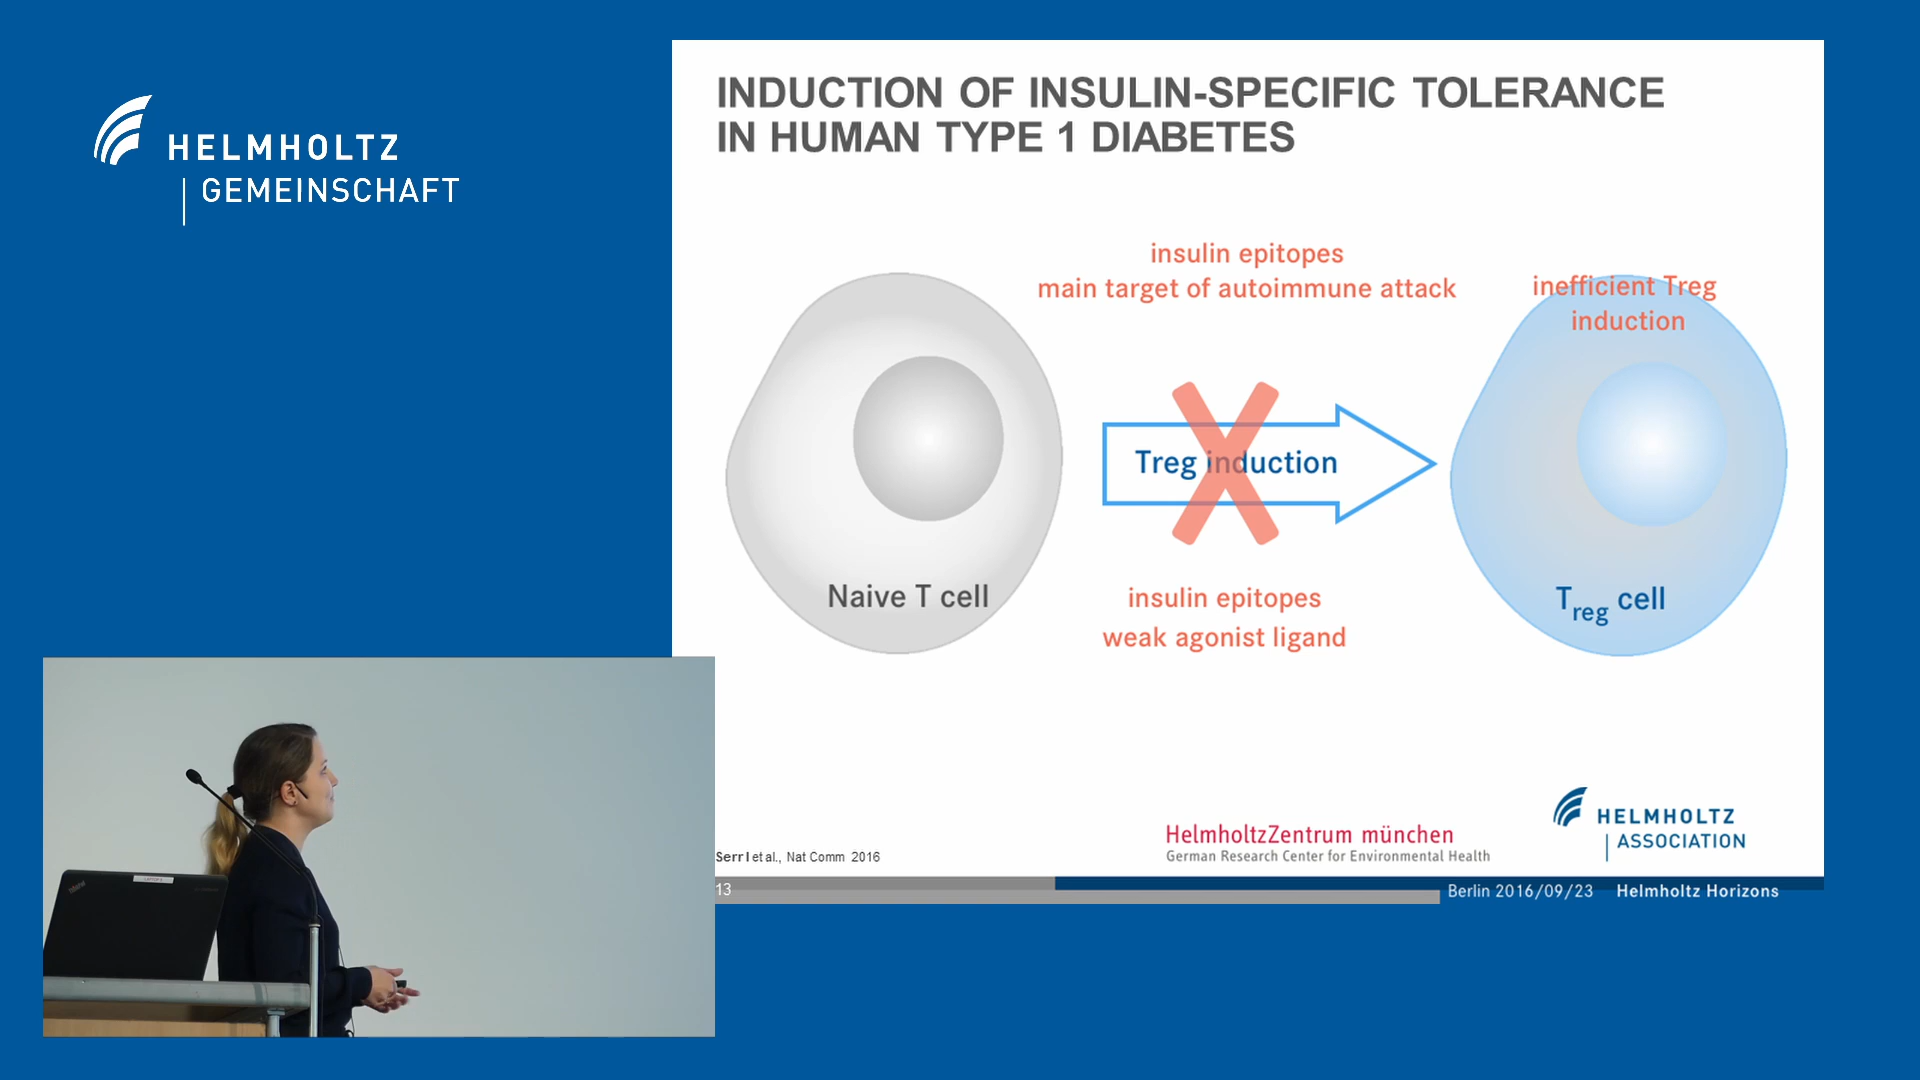 HELMHOLTZ
GEMEINSCHAFT
INDUCTION OF INSULIN-SPECIFIC TOLERANCE
IN HUMAN TYPE 1 DIABETES
insulin epitopes
main target of autoimmune attack
inefficient Treg
induction
Treg induction
Naive T cell
insulin epitopes
weak agonist ligand
Treg cell
Serr I et al., Nat Comm 2016
HelmholtzZentrum münchen
German Research Center for Environmental Health
HELMHOLTZ
ASSOCIATION
13
Berlin 2016/09/23 Helmholtz Horizons